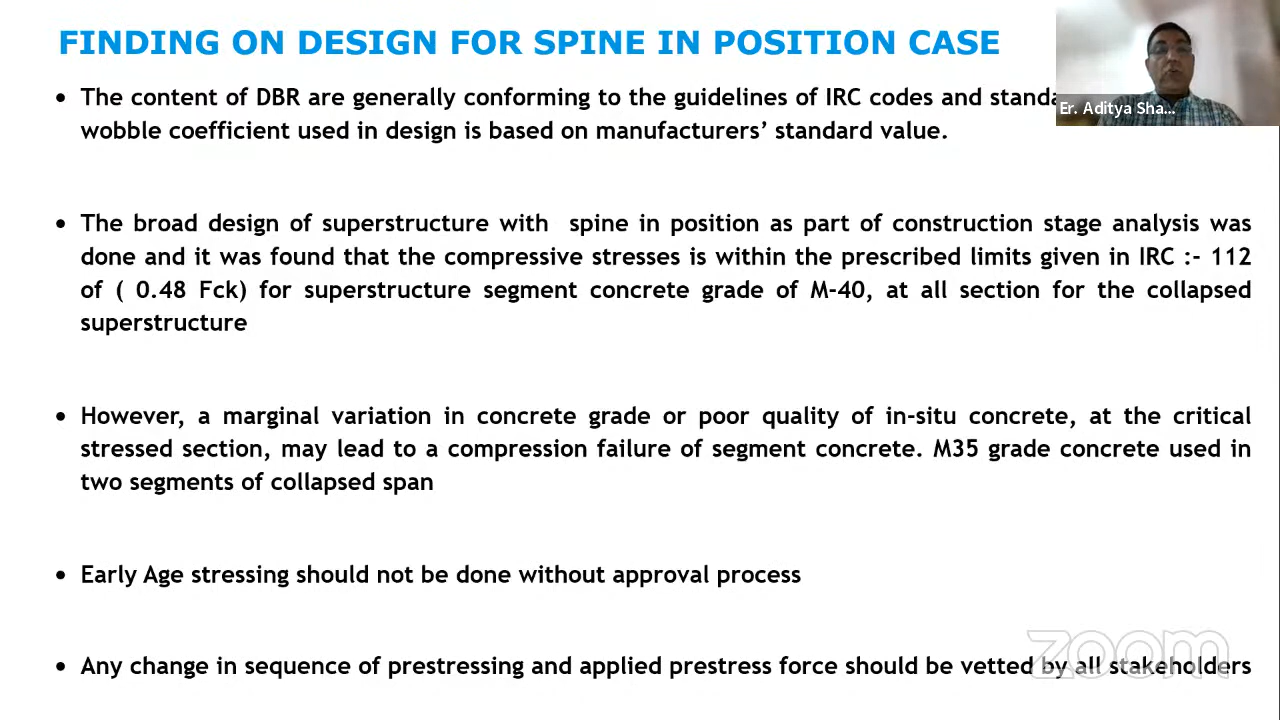 FINDING ON DESIGN FOR SPINE IN POSITION CASE
• The content of DBR are generally conforming to the guidelines of IRC codes and
wobble coefficient used in design is based on manufacturers’ standard value.
Er. Aditya Sha...
• The broad design of superstructure with spine in position as part of construction stage analysis was
done and it was found that the compressive stresses is within the prescribed limits given in IRC :- 112
of ( 0.48 Fck) for superstructure segment concrete grade of M-40, at all section for the collapsed
superstructure
• However, a marginal variation in concrete grade or poor quality of in-situ concrete, at the critical
stressed section, may lead to a compression failure of segment concrete. M35 grade concrete used in
two segments of collapsed span
• Early Age stressing should not be done without approval process
• Any change in sequence of prestressing and applied prestress force should be vetted by all stakeholders
zoom